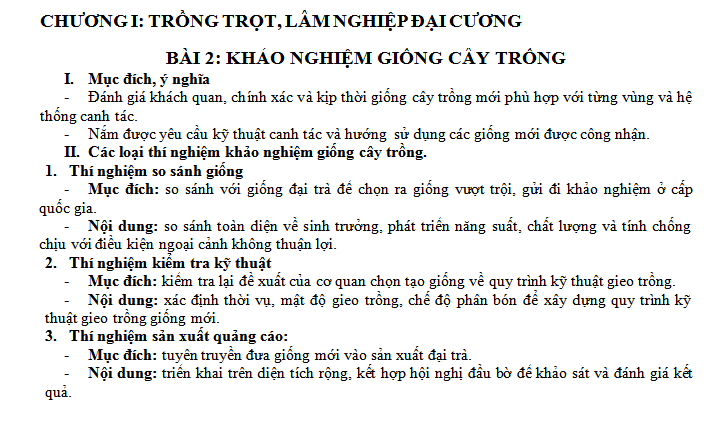 CHƯƠNG I: TRỒNG TRỌT, LÂM NGHIỆP ĐẠI CƯƠNG
BÀI 2: KHẢO NGHIỆM GIỐNG CÂY TRỒNG
I. Mục đích, ý nghĩa
- Đánh giá khách quan, chính xác và kịp thời giống cây trồng mới phù hợp với từng vùng và hệ
thống canh tác.
- Nắm được yêu cầu kỹ thuật canh tác và hướng sử dụng các giống mới được công nhận.
II. Các loại thí nghiệm khảo nghiệm giống cây trồng.
1. Thí nghiệm so sánh giống
- Mục đích: so sánh với giống đại trà để chọn ra giống vượt trội, gửi đi khảo nghiệm ở cấp
quốc gia.
- Nội dung: so sánh toàn diện về sinh trưởng, phát triển năng suất, chất lượng và tính chống
chịu với điều kiện ngoại cảnh không thuận lợi.
2. Thí nghiệm kiểm tra kỹ thuật
- Mục đích: kiểm tra lại đề xuất của cơ quan chọn tạo giống về quy trình kỹ thuật gieo trồng.
- Nội dung: xác định thời vụ, mật độ gieo trồng, chế độ phân bón để xây dựng quy trình kỹ
thuật gieo trồng giống mới.
3. Thí nghiệm sản xuất quảng cáo:
- Mục đích: tuyên truyền đưa giống mới vào sản xuất đại trà.
- Nội dung: triển khai trên diện tích rộng, kết hợp hội nghị đầu bờ để khảo sát và đánh giá kết
quả.